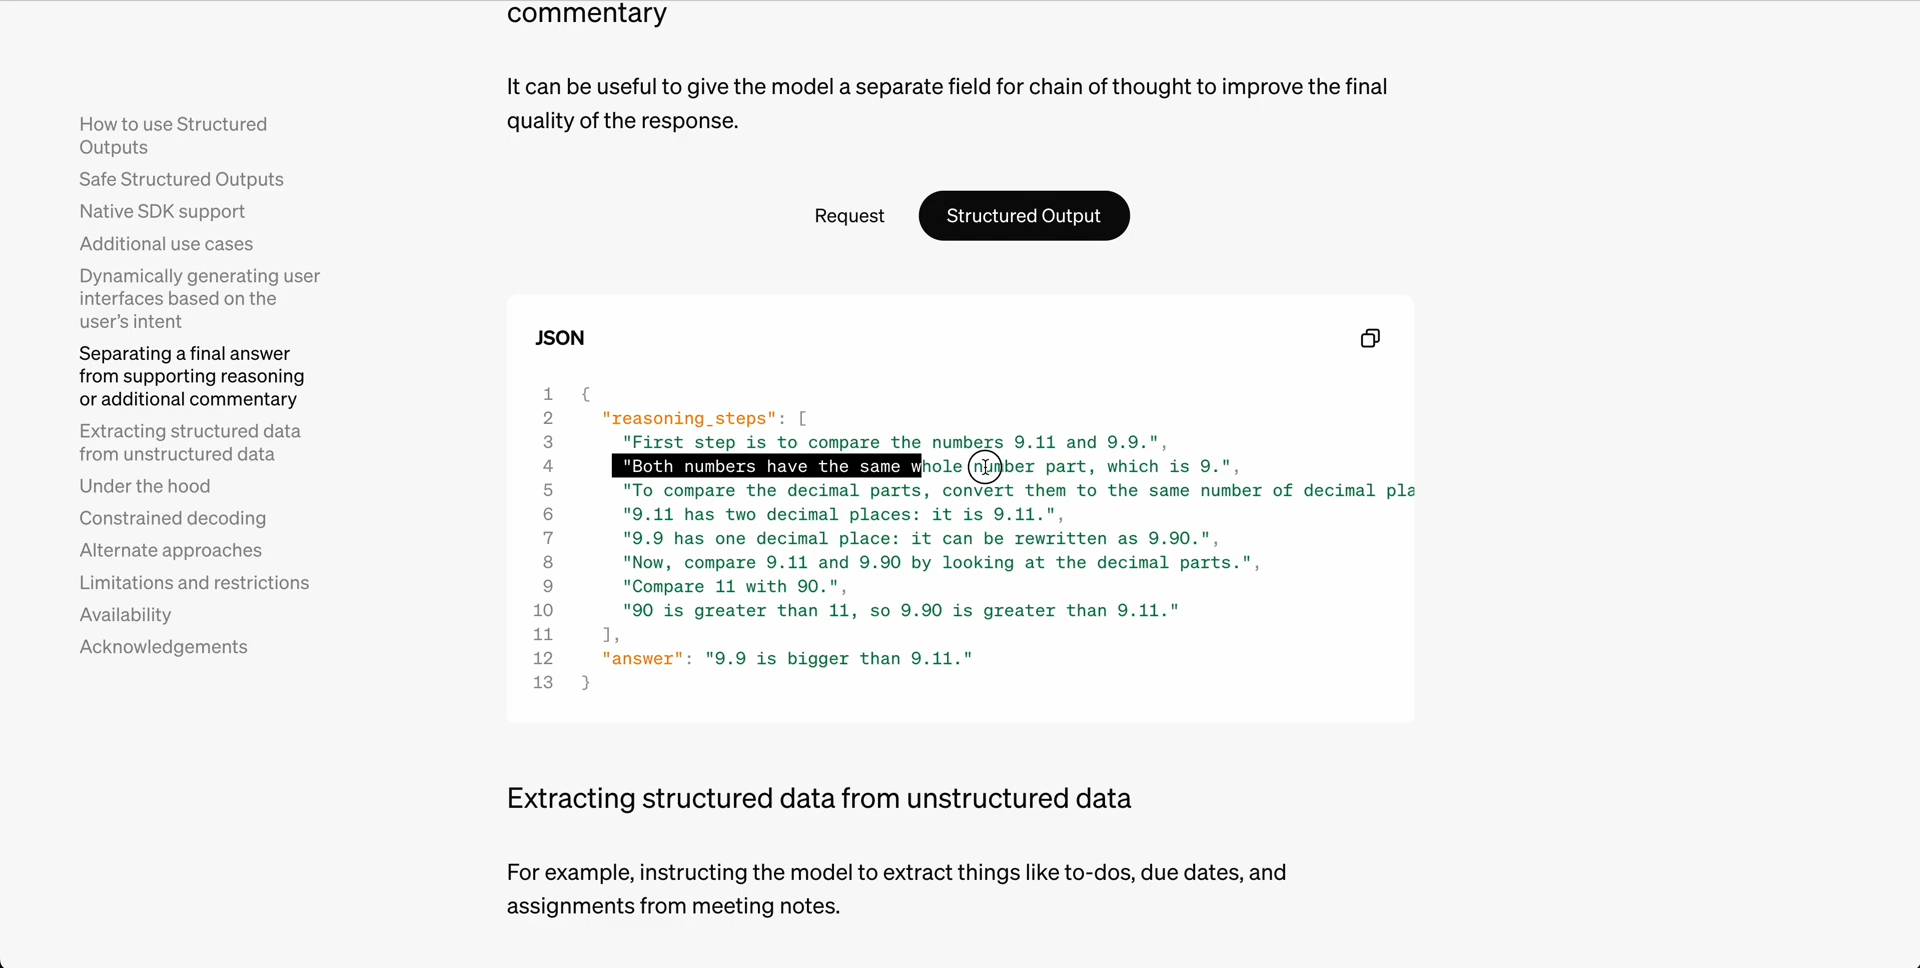 commentary
It can be useful to give the model a separate field for chain of thought to improve the final
quality of the response.
How to use Structured
Outputs
Safe Structured Outputs
Native SDK support
Additional use cases
Dynamically generating user
interfaces based on the
user's intent
Separating a final answer
from supporting reasoning
or additional commentary
Extracting structured data
from unstructured data
Under the hood
Constrained decoding
Alternate approaches
Limitations and restrictions
Availability
Acknowledgements
Request Structured Output
JSON
1 {
2 "reasoning_steps": [
3 "First step is to compare the numbers 9.11 and 9.9.",
4 "Both numbers have the same whole number part, which is 9.",
5 "To compare the decimal parts, convert them to the same number of decimal pla
6 "9.11 has two decimal places: it is 9.11.",
7 "9.9 has one decimal place: it can be rewritten as 9.90.",
8 "Now, compare 9.11 and 9.90 by looking at the decimal parts.",
9 "Compare 11 with 90.",
10 "90 is greater than 11, so 9.90 is greater than 9.11."
11 ],
12 "answer": "9.9 is bigger than 9.11."
13 }
Extracting structured data from unstructured data
For example, instructing the model to extract things like to-dos, due dates, and
assignments from meeting notes.